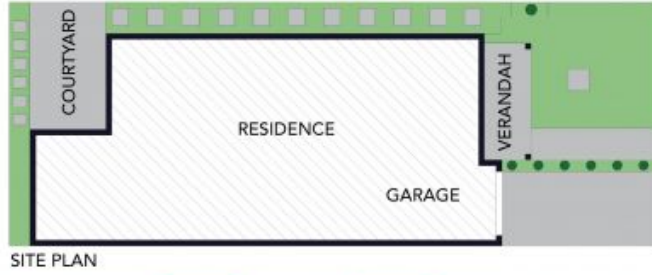 COURTYARD
RESIDENCE
VERANDAH
GARAGE
SITE PLAN